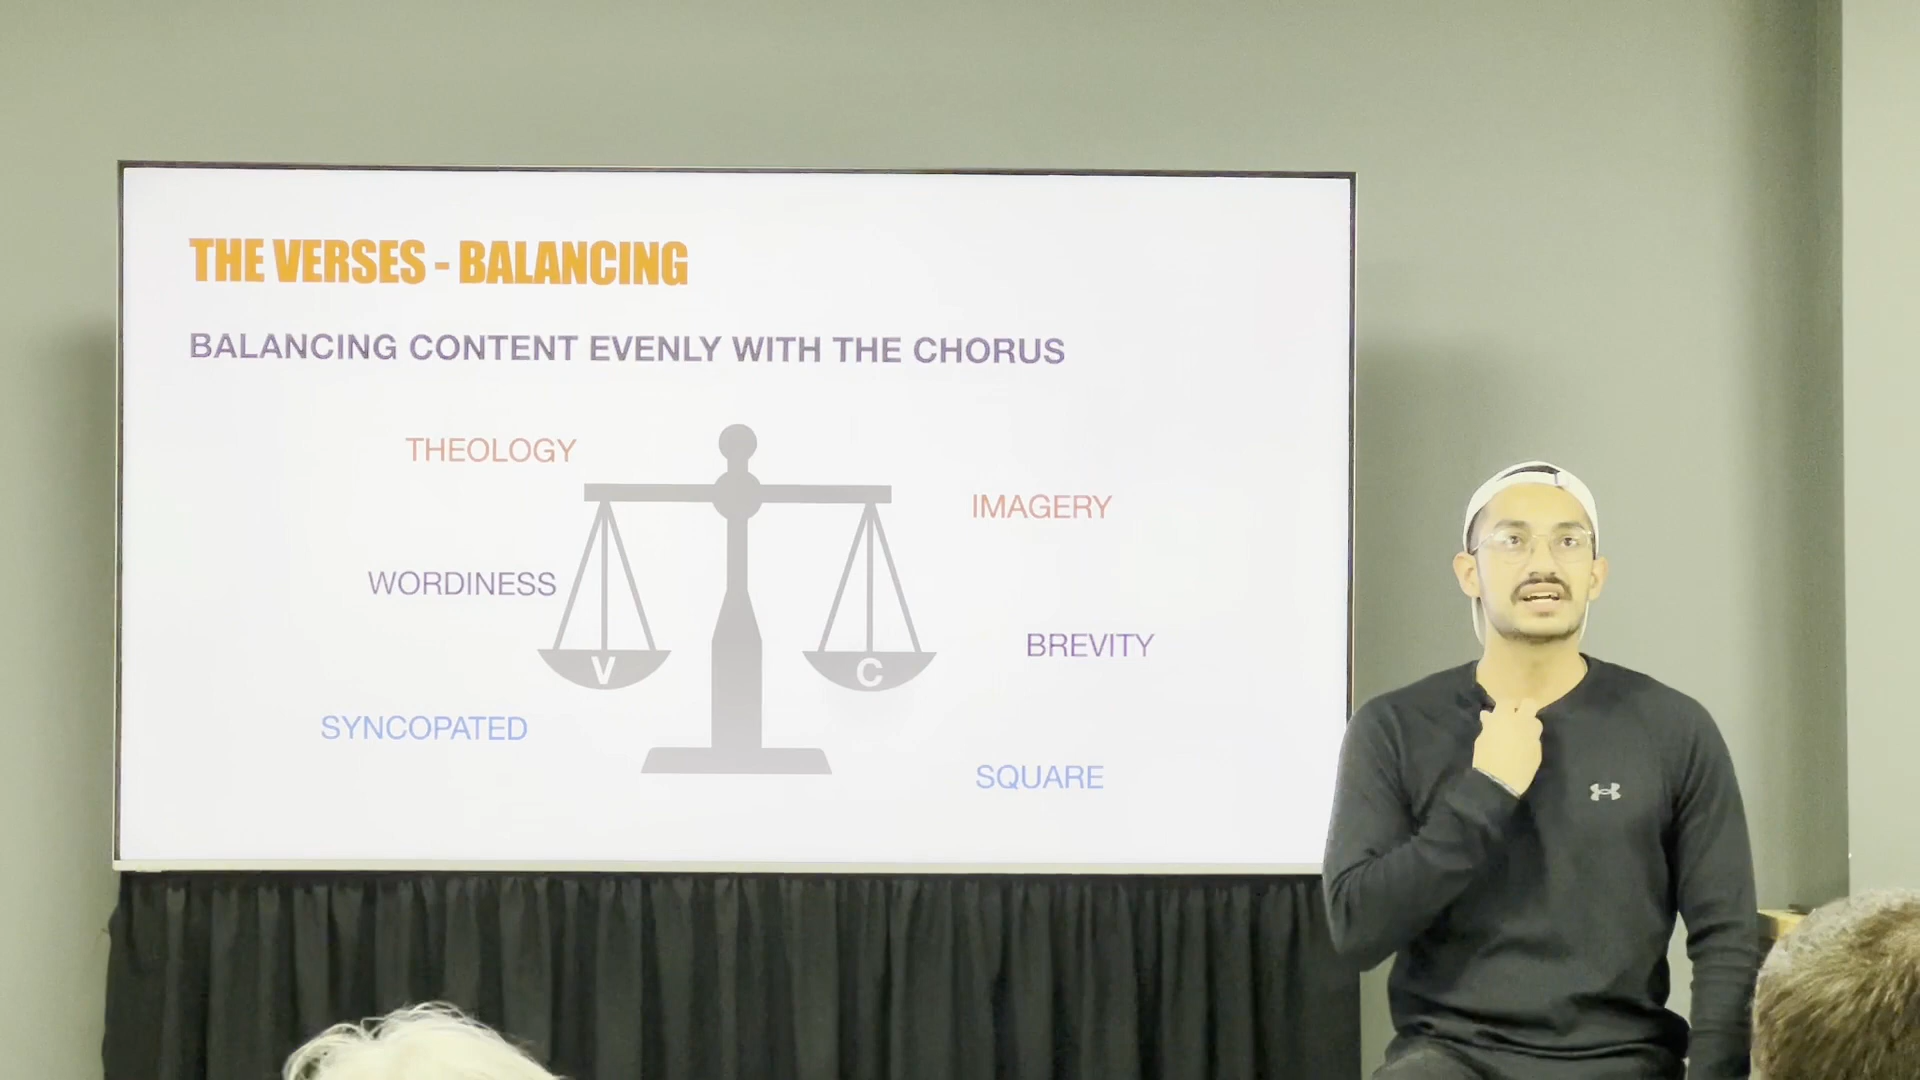 THE VERSES - BALANCING
BALANCING CONTENT EVENLY WITH THE CHORUS
THEOLOGY
IMAGERY
WORDINESS
BREVITY
V
C
SYNCOPATED
SQUARE